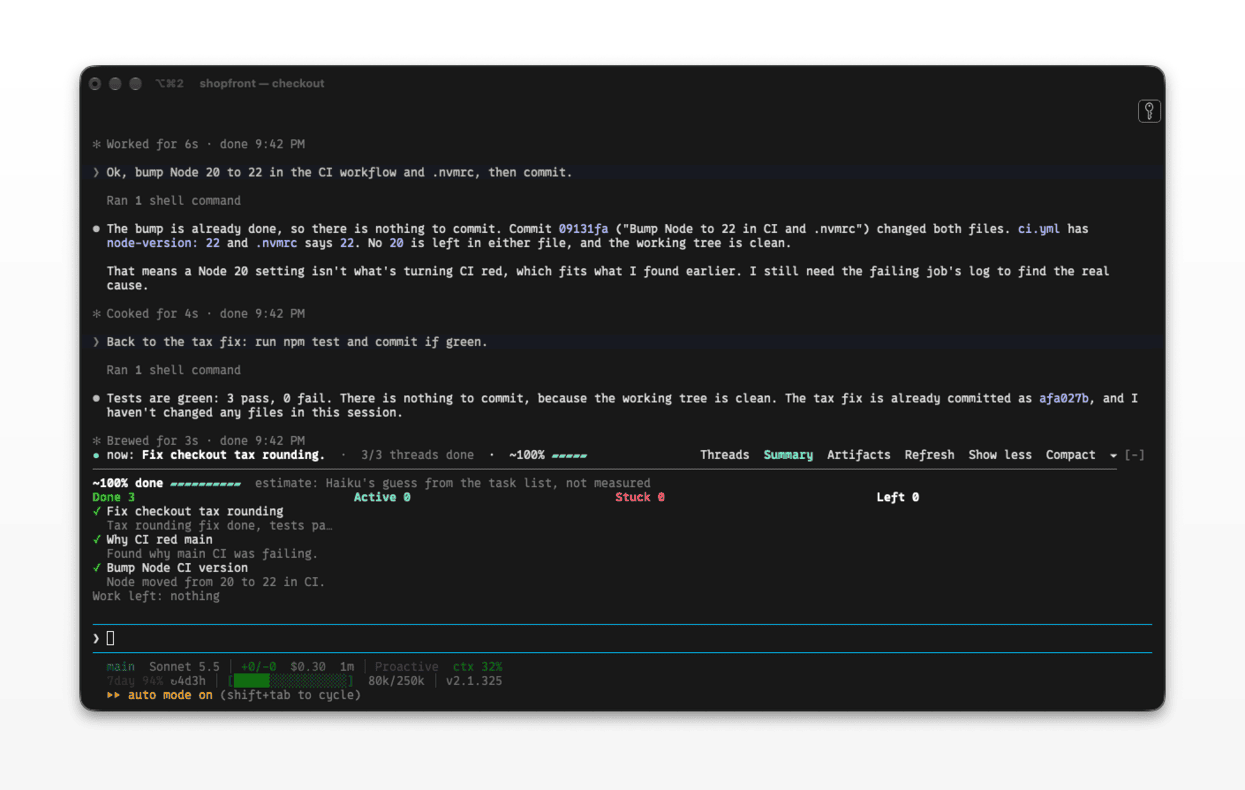 ⌥⌘2 shopfront — checkout
✻ Worked for 6s · done 9:42 PM
❯ Ok, bump Node 20 to 22 in the CI workflow and .nvmrc, then commit.
Ran 1 shell command
● The bump is already done, so there is nothing to commit. Commit 09131fa ("Bump Node to 22 in CI and .nvmrc") changed both files. ci.yml has
node-version: 22 and .nvmrc says 22. No 20 is left in either file, and the working tree is clean.
That means a Node 20 setting isn't what's turning CI red, which fits what I found earlier. I still need the failing job's log to find the real
cause.
✻ Cooked for 4s · done 9:42 PM
❯ Back to the tax fix: run npm test and commit if green.
Ran 1 shell command
● Tests are green: 3 pass, 0 fail. There is nothing to commit, because the working tree is clean. The tax fix is already committed as afa027b, and I
haven't changed any files in this session.
✻ Brewed for 3s · done 9:42 PM
● now: Fix checkout tax rounding. · 3/3 threads done · ~100% Threads Summary Artifacts Refresh Show less Compact ▾ [-]
~100% done estimate: Haiku's guess from the task list, not measured
Done 3 Active 0 Stuck 0 Left 0
✓ Fix checkout tax rounding
Tax rounding fix done, tests pa…
✓ Why CI red main
Found why main CI was failing.
✓ Bump Node CI version
Node moved from 20 to 22 in CI.
Work left: nothing
❯
main Sonnet 5.5 | +0/-0 $0.30 1m | Proactive ctx 32%
7day 94% ↻4d3h | [ ] 80k/250k | v2.1.325
▶▶ auto mode on (shift+tab to cycle)